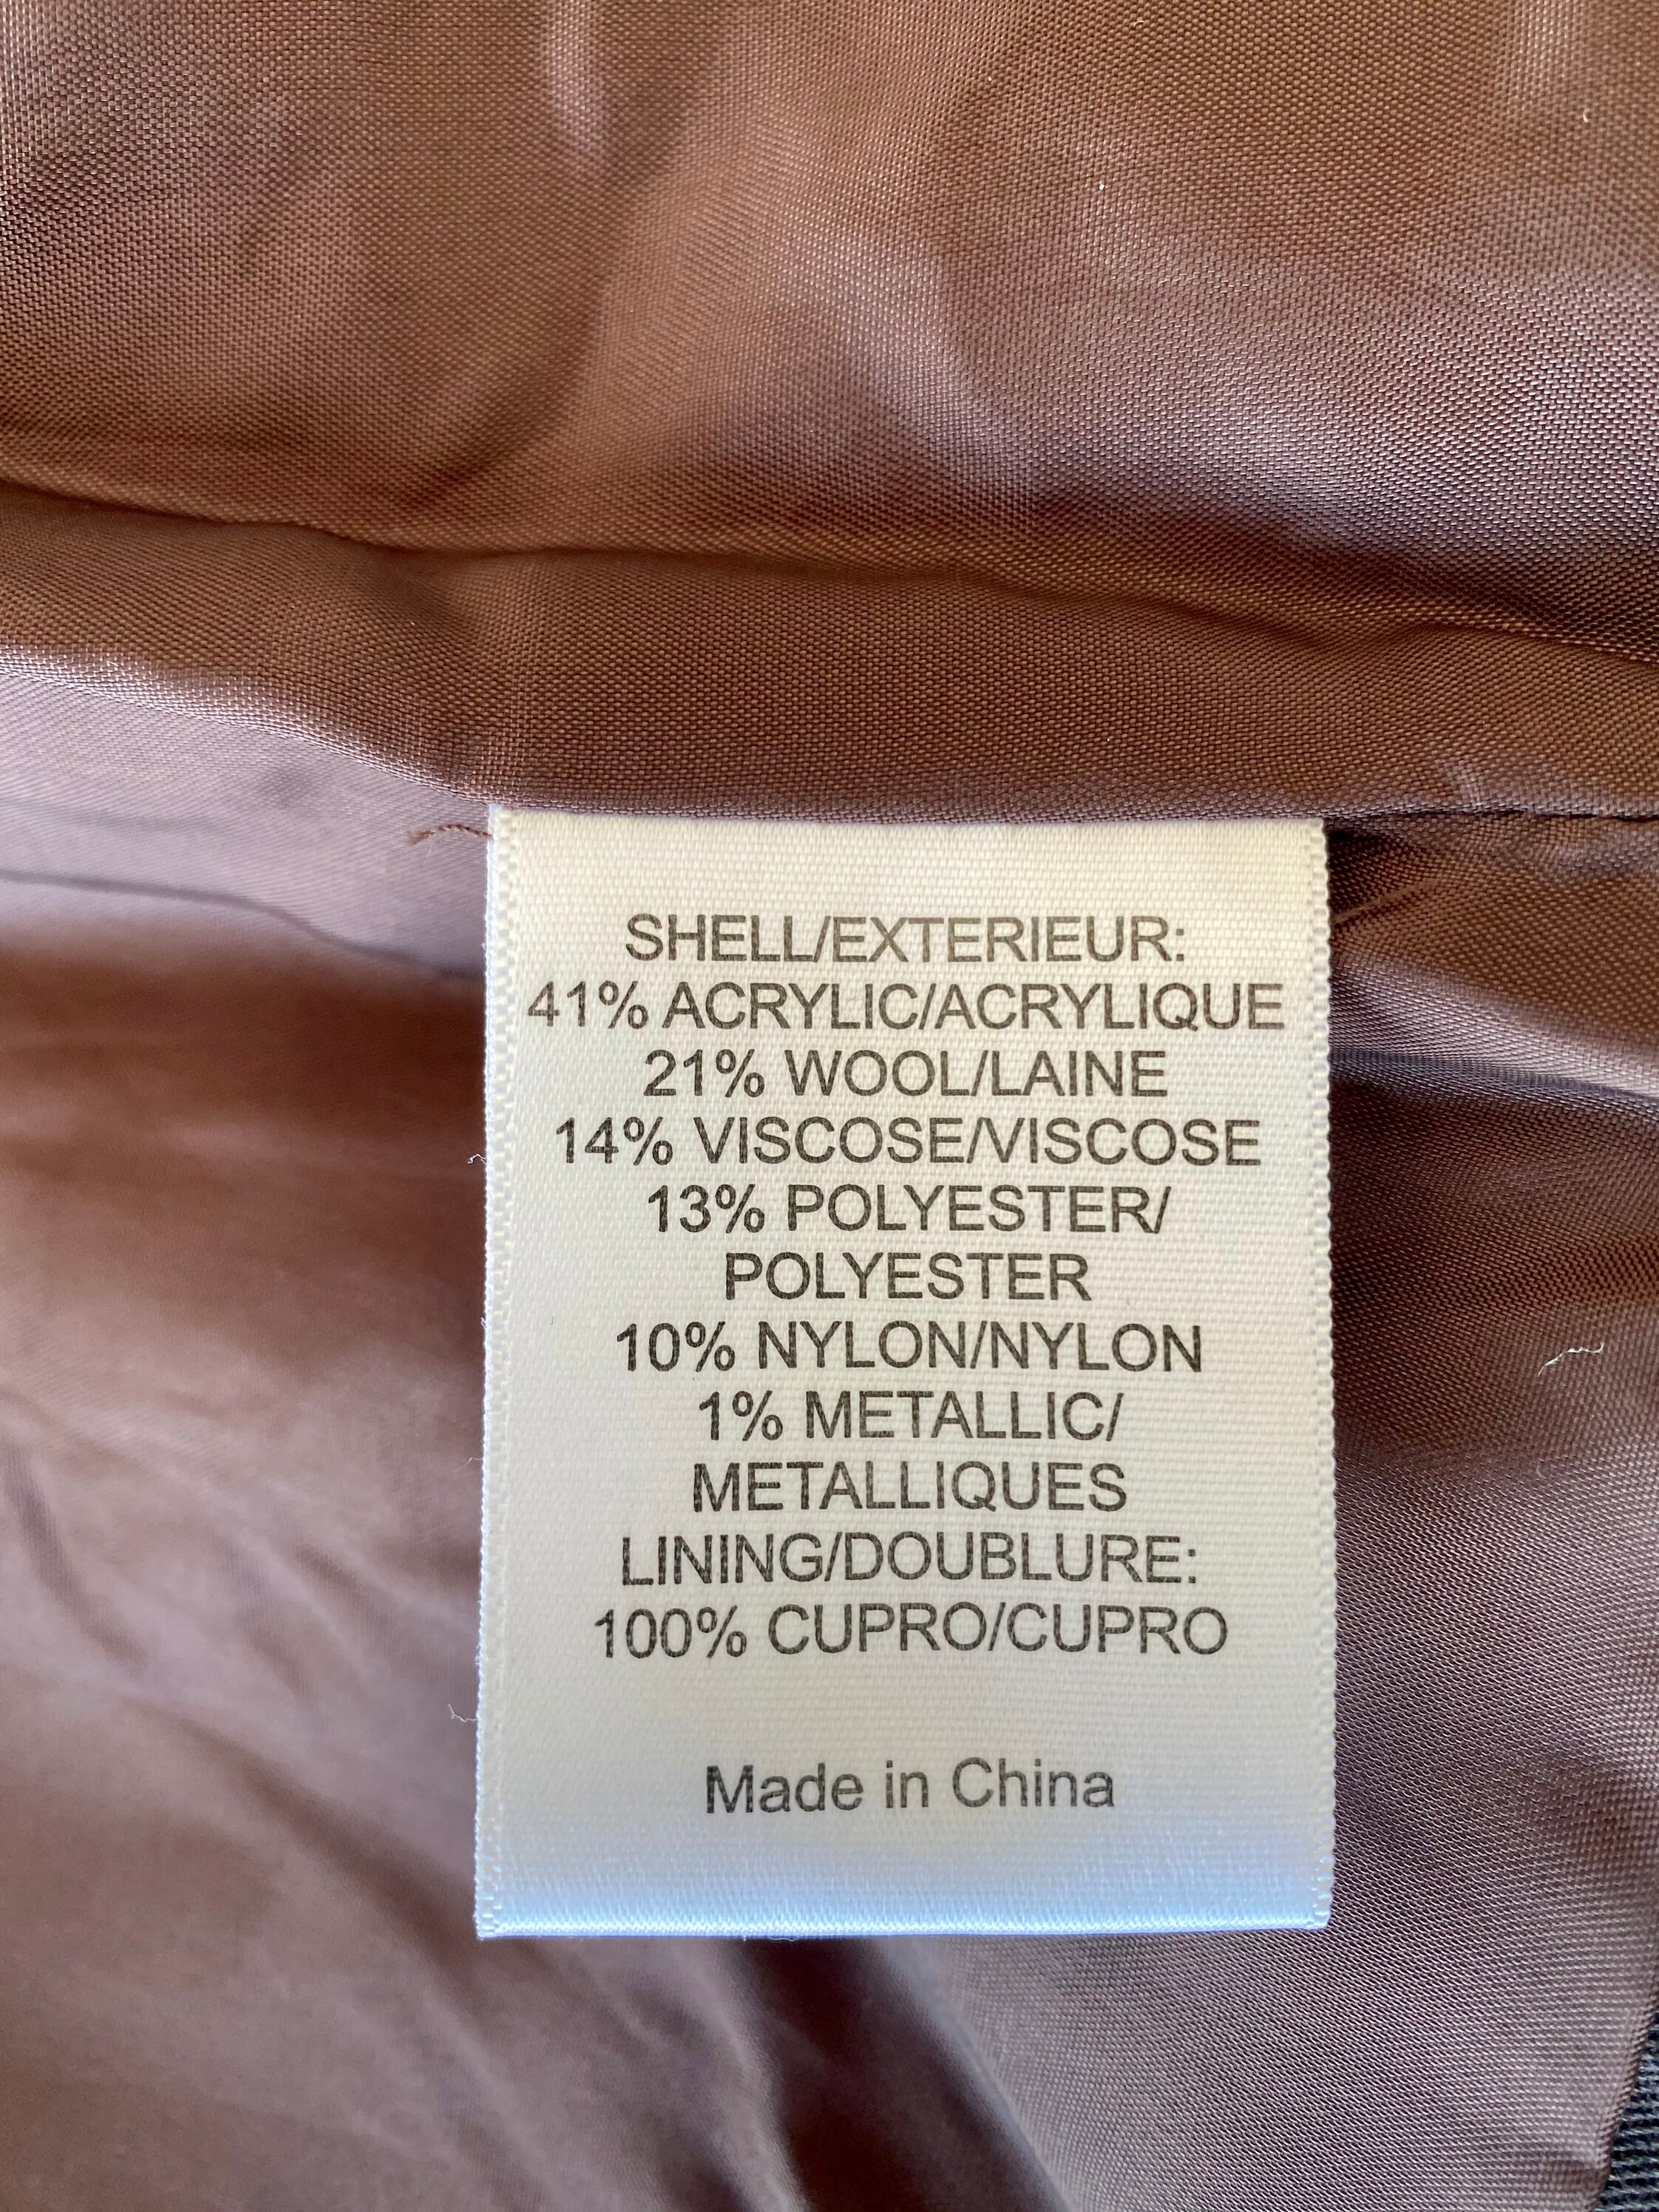 SHELL/EXTERIEUR:
41% ACRYLIC/ACRYLIQUE
21% WOOL/LAINE
14% VISCOSE/VISCOSE
13% POLYESTER/
POLYESTER
10% NYLON/NYLON
1% METALLIC/
METALLIQUES
LINING/DOUBLURE:
100% CUPRO/CUPRO
Made in China